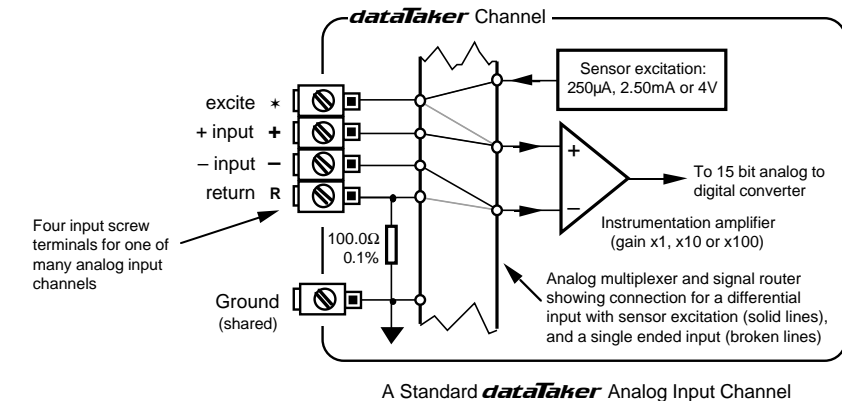 dataTaker Channel
Sensor excitation:
250µA, 2.50mA or 4V
excite *
+ input +
– input –
return R
+
–
To 15 bit analog to
digital converter
Instrumentation amplifier
(gain x1, x10 or x100)
Four input screw
terminals for one of
many analog input
channels
100.0Ω
0.1%
Ground
(shared)
Analog multiplexer and signal router
showing connection for a differential
input with sensor excitation (solid lines),
and a single ended input (broken lines)
A Standard dataTaker Analog Input Channel